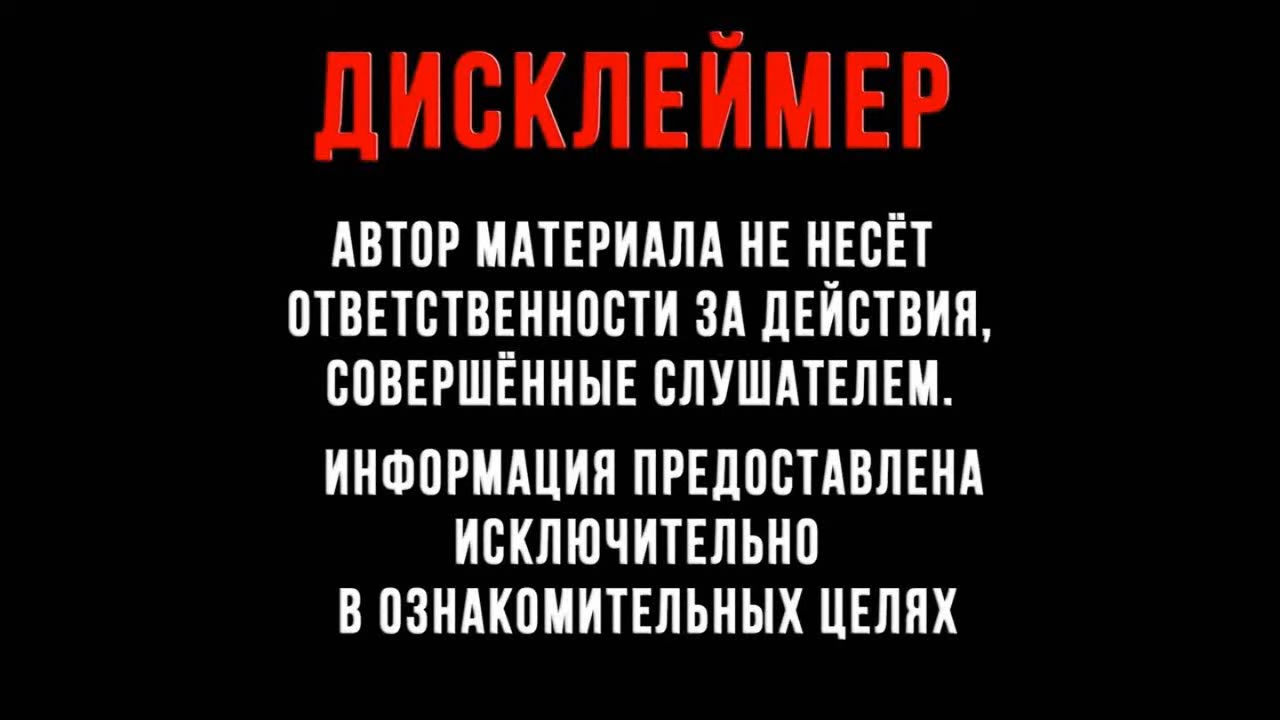 ДИСКЛЕЙМЕР
АВТОР МАТЕРИАЛА НЕ НЕСЁТ
ОТВЕТСТВЕННОСТИ ЗА ДЕЙСТВИЯ,
СОВЕРШЁННЫЕ СЛУШАТЕЛЕМ.
ИНФОРМАЦИЯ ПРЕДОСТАВЛЕНА
ИСКЛЮЧИТЕЛЬНО
В ОЗНАКОМИТЕЛЬНЫХ ЦЕЛЯХ